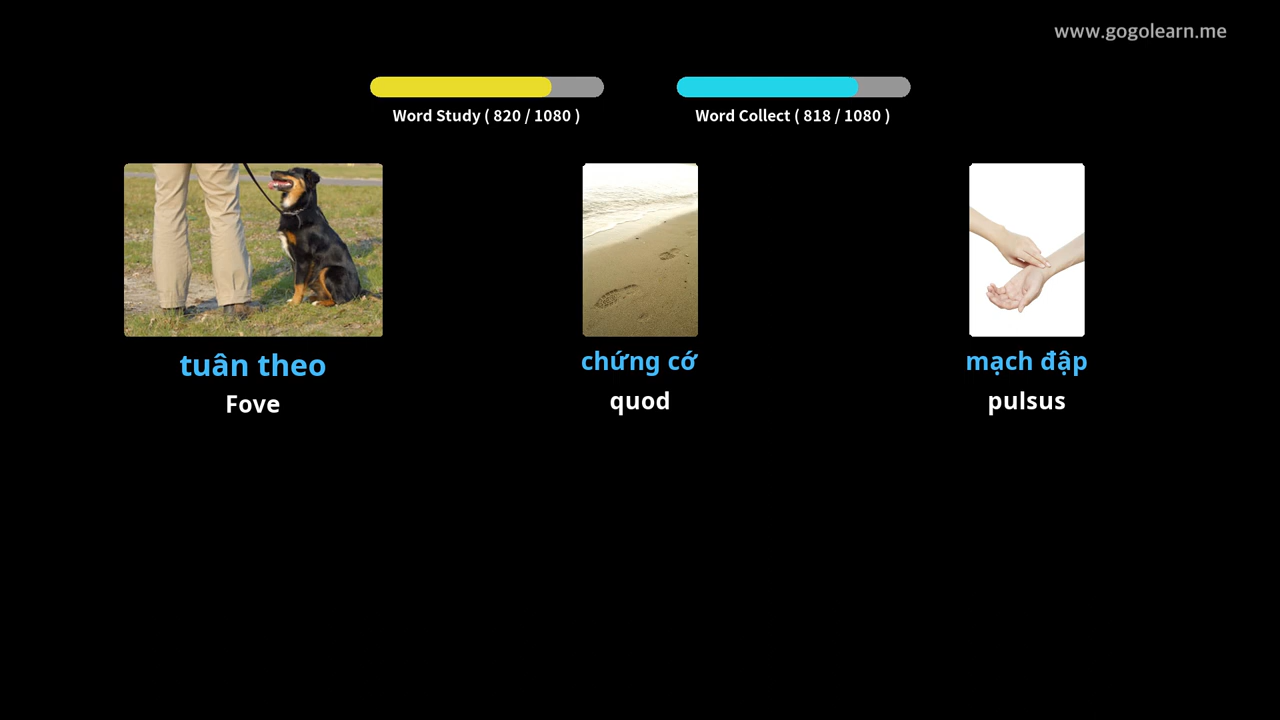 www.gogolearn.me
Word Study ( 820 / 1080 )
Word Collect ( 818 / 1080 )
tuân theo
Fove
chứng cớ
quod
mạch đập
pulsus